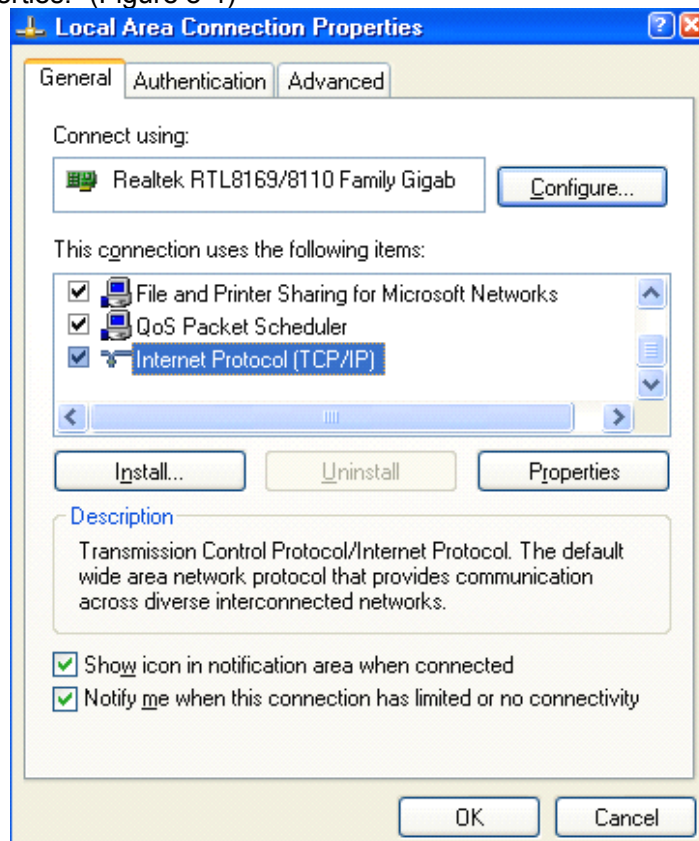 Local Area Connection Properties
General Authentication Advanced
Connect using:
Realtek RTL8169/8110 Family Gigab Configure...
This connection uses the following items:
File and Printer Sharing for Microsoft Networks
QoS Packet Scheduler
Internet Protocol (TCP/IP)
Install... Uninstall Properties
Description
Transmission Control Protocol/Internet Protocol. The default
wide area network protocol that provides communication
across diverse interconnected networks.
Show icon in notification area when connected
Notify me when this connection has limited or no connectivity
OK Cancel